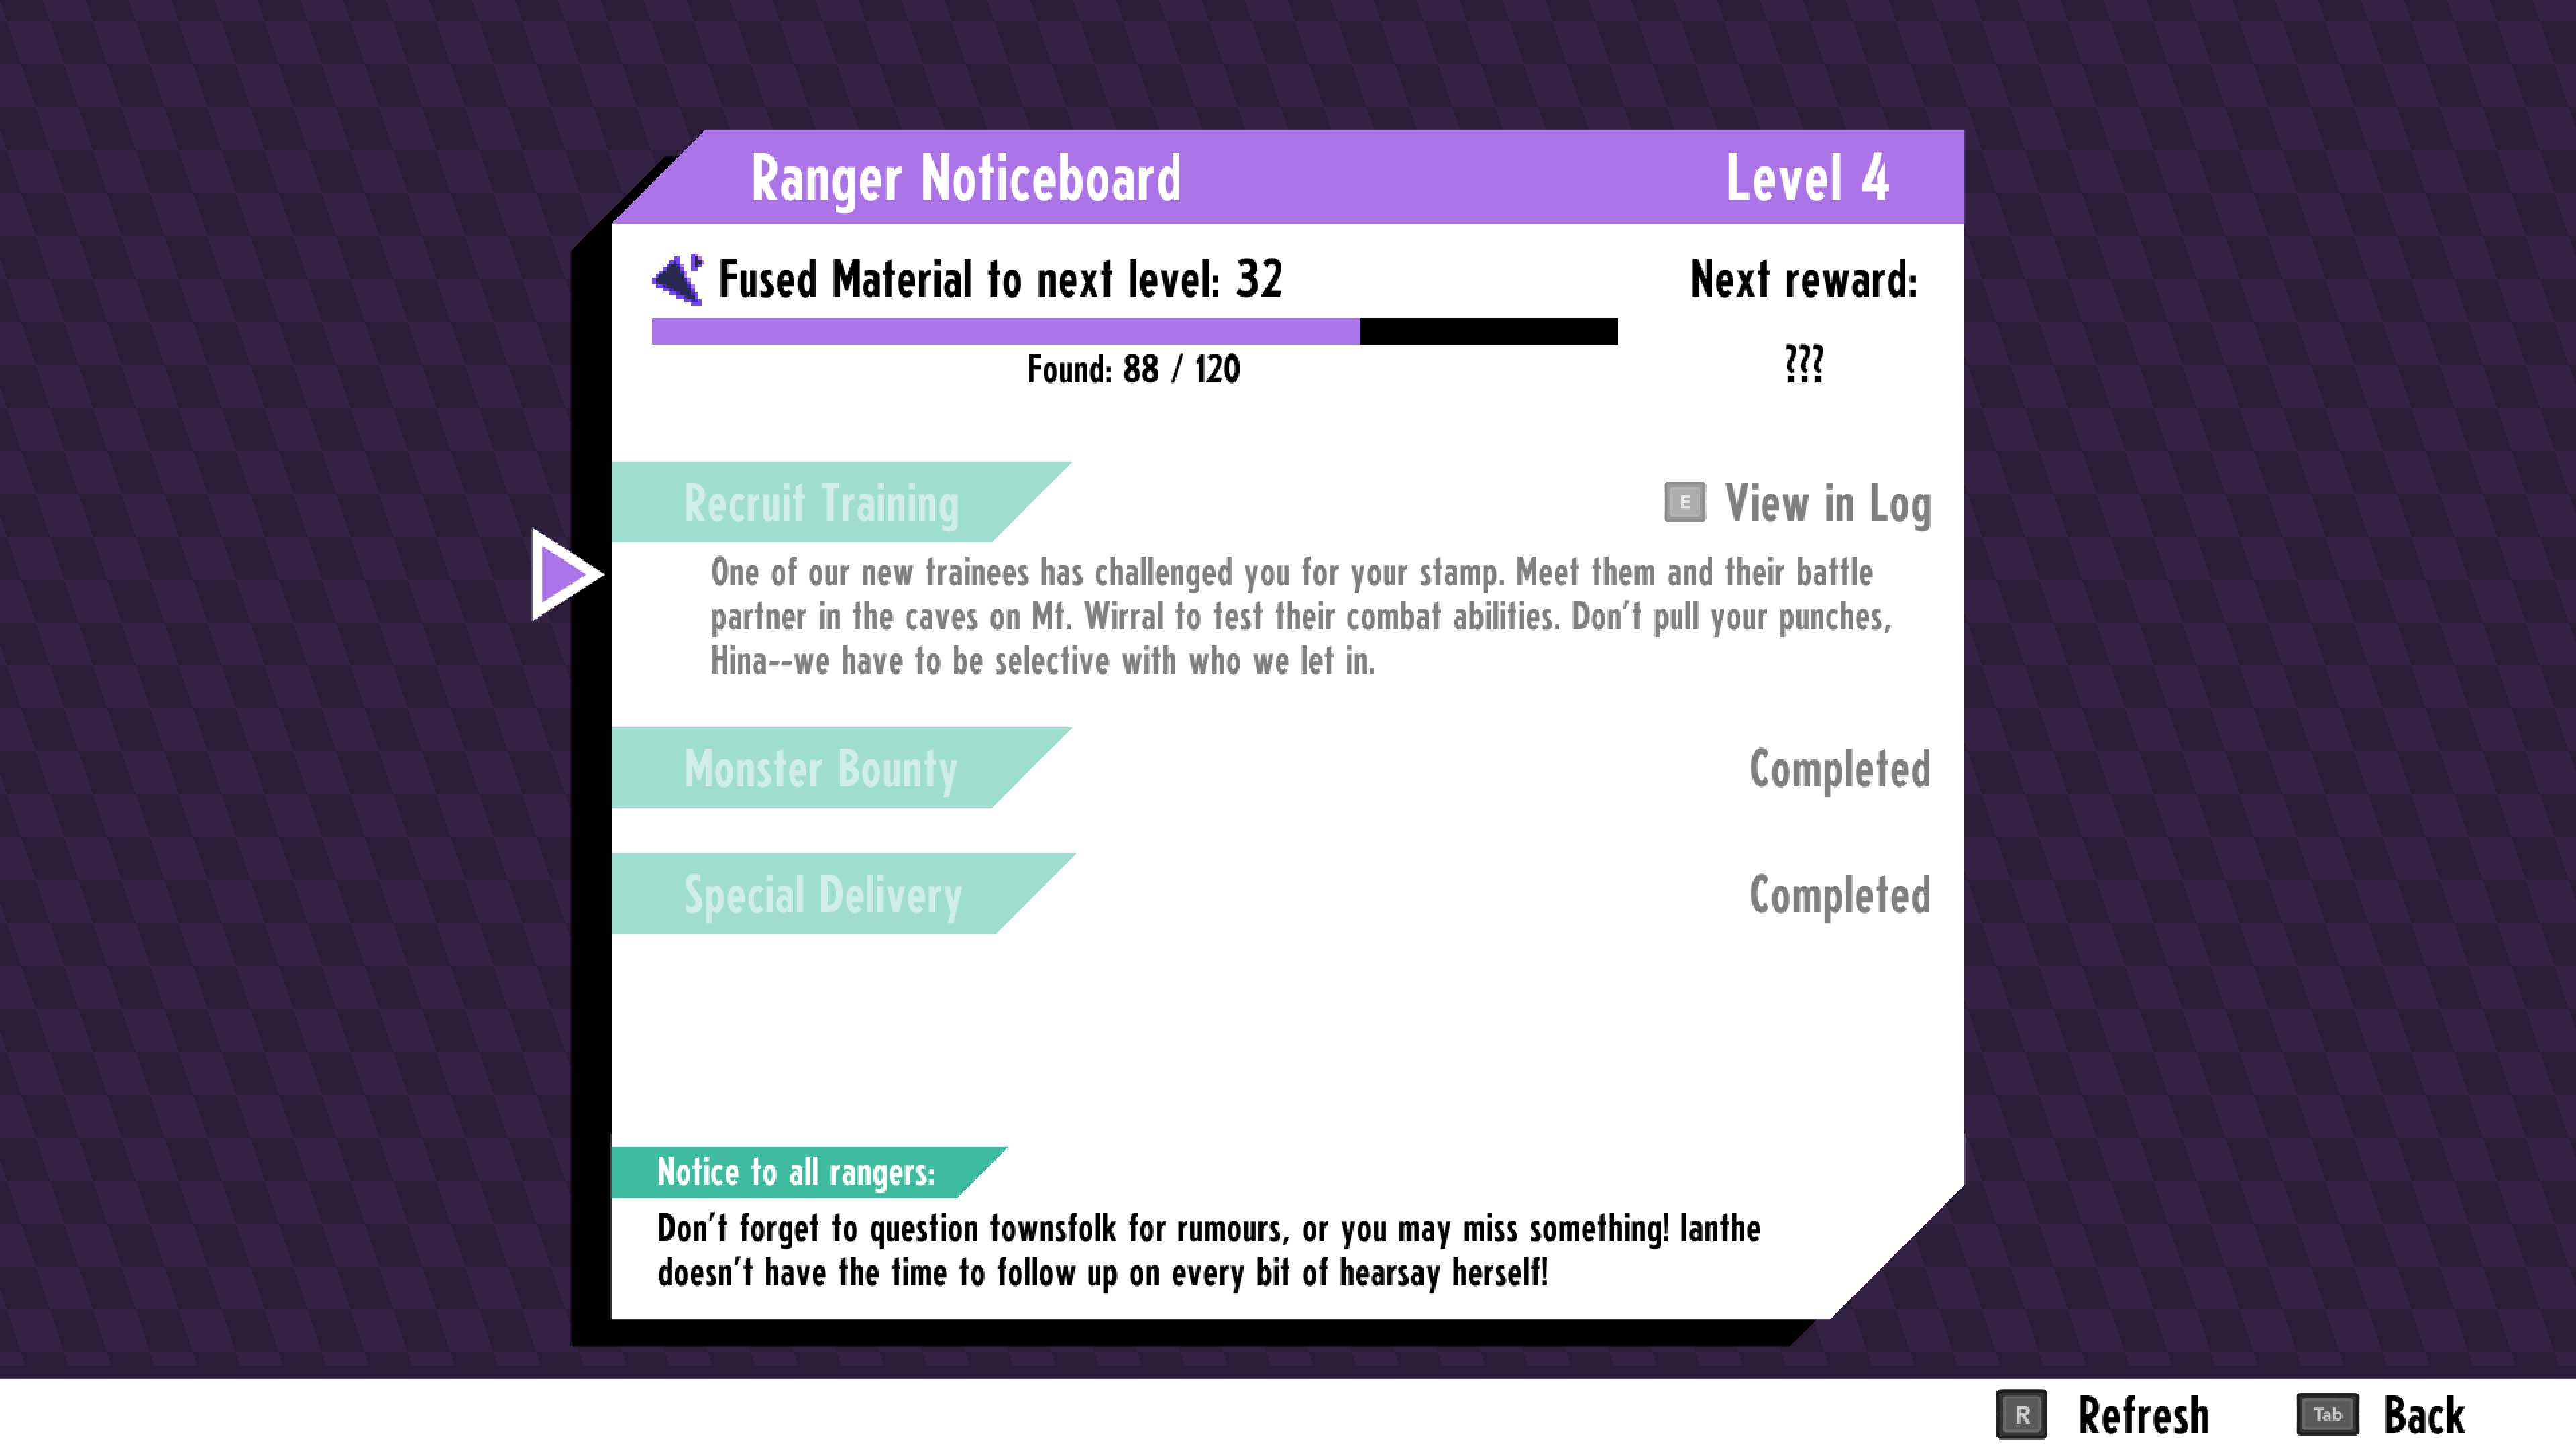 Ranger Noticeboard
Level 4
Fused Material to next level: 32
Next reward:
Found: 88 / 120
???
Recruit Training
E View in Log
One of our new trainees has challenged you for your stamp. Meet them and their battle
partner in the caves on Mt. Wirral to test their combat abilities. Don't pull your punches,
Hina--we have to be selective with who we let in.
Monster Bounty
Completed
Special Delivery
Completed
Notice to all rangers:
Don't forget to question townsfolk for rumours, or you may miss something! Ianthe
doesn't have the time to follow up on every bit of hearsay herself!
R Refresh
Tab Back